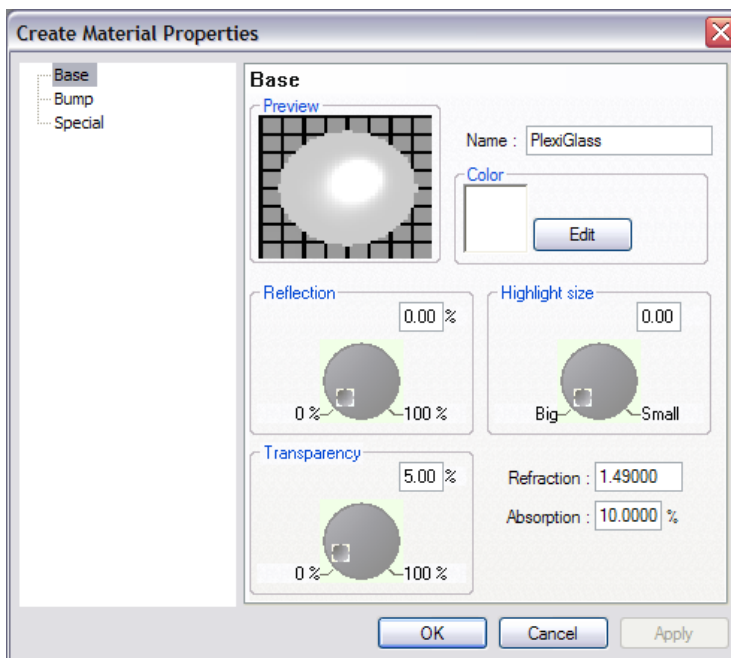 Create Material Properties
Base
Bump
Special
Base
Preview
Name : PlexiGlass
Color
Edit
Reflection
0.00 %
0 % 100 %
Highlight size
0.00
Big Small
Transparency
5.00 %
0 % 100 %
Refraction : 1.49000
Absorption : 10.0000 %
OK Cancel Apply